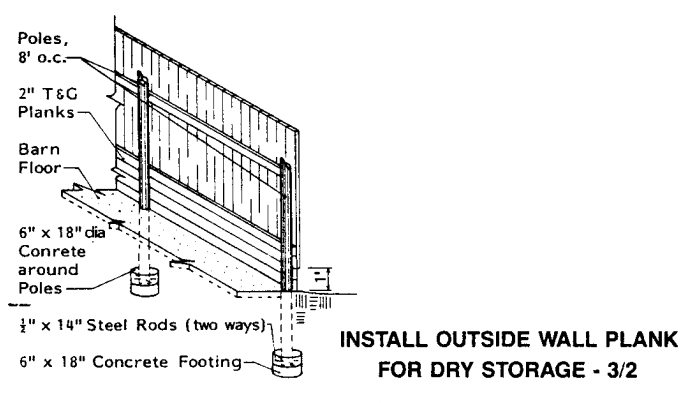 Poles,
8' o.c.
2" T&G
Planks
Barn
Floor
6" x 18" dia
Conrete
around
Poles
1'
½" x 14" Steel Rods (two ways)
6" x 18" Concrete Footing
INSTALL OUTSIDE WALL PLANK
FOR DRY STORAGE - 3/2